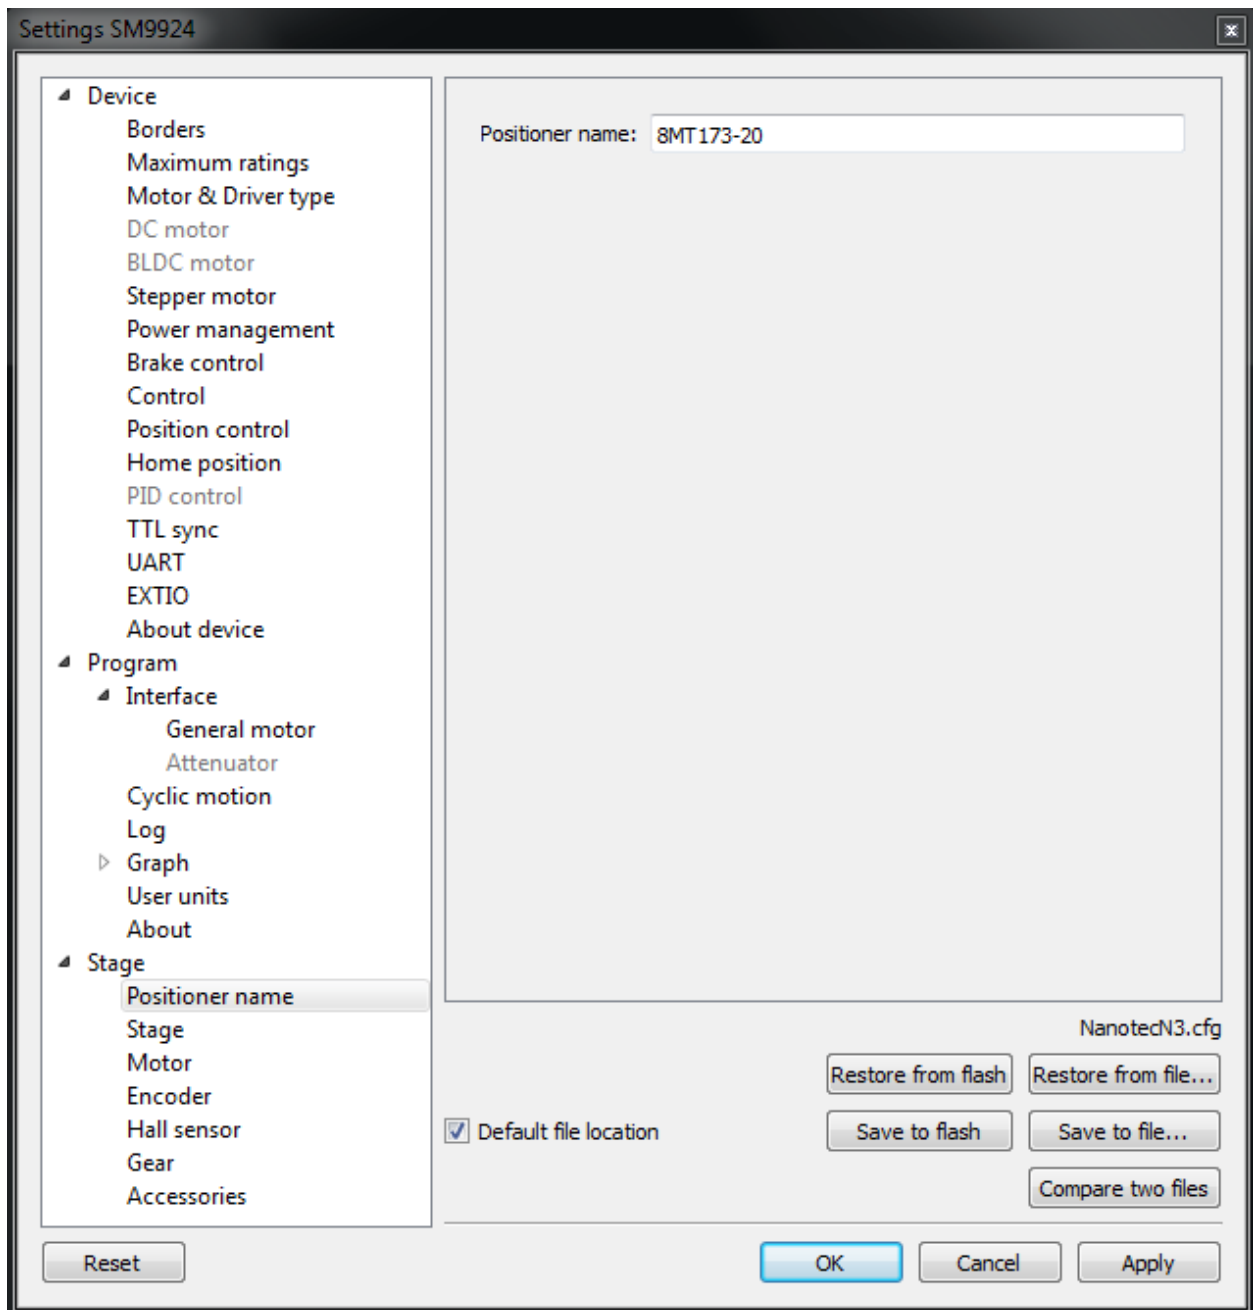 Settings SM9924
Device
Borders
Maximum ratings
Motor & Driver type
DC motor
BLDC motor
Stepper motor
Power management
Brake control
Control
Position control
Home position
PID control
TTL sync
UART
EXTIO
About device
Program
Interface
General motor
Attenuator
Cyclic motion
Log
Graph
User units
About
Stage
Positioner name
Stage
Motor
Encoder
Hall sensor
Gear
Accessories
Positioner name: 8MT173-20
NanotecN3.cfg
Restore from flash Restore from file...
Default file location Save to flash Save to file...
Compare two files
Reset OK Cancel Apply